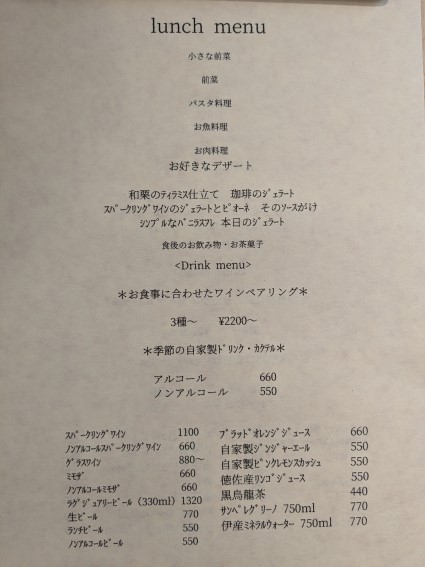 lunch menu
小さな前菜
前菜
パスタ料理
お魚料理
お肉料理
お好きなデザート
和栗のティラミス仕立て　珈琲のｼﾞｪﾗｰﾄ
ｽﾊﾟｰｸﾘﾝｸﾞﾜｲﾝのｼﾞｪﾗｰﾄとﾋﾟｵｰﾈ　そのｿｰｽがけ
ｼﾝﾌﾟﾙなﾊﾞﾆﾗｽﾌﾚ 本日のｼﾞｪﾗｰﾄ
食後のお飲み物・お茶菓子
<Drink menu>
＊お食事に合わせたワインペアリング＊
3種～　¥2200～
＊季節の自家製ﾄﾞﾘﾝｸ・ｶｸﾃﾙ＊
アルコール　660
ノンアルコール　550
ｽﾊﾟｰｸﾘﾝｸﾞﾜｲﾝ　1100
ﾉﾝｱﾙｺｰﾙｽﾊﾟｰｸﾘﾝｸﾞﾜｲﾝ　660
ｸﾞﾗｽﾜｲﾝ　880～
ﾐﾓｻﾞ　660
ﾉﾝｱﾙｺｰﾙﾐﾓｻﾞ　660
ﾗｸﾞｼﾞｭｱﾘｰﾋﾞｰﾙ (330ml) 1320
生ﾋﾞｰﾙ　770
ﾗﾝﾁﾋﾞｰﾙ　550
ﾉﾝｱﾙｺｰﾙﾋﾞｰﾙ　550
ﾌﾞﾗｯﾄﾞｵﾚﾝｼﾞｼﾞｭｰｽ　660
自家製ｼﾞﾝｼﾞｬｰｴｰﾙ　550
自家製ﾋﾟﾝｸﾚﾓﾝｽｶｯｼｭ　550
徳佐産ﾘﾝｺﾞｼﾞｭｰｽ　550
黒烏龍茶　440
ｻﾝﾍﾟﾚｸﾞﾘｰﾉ 750ml　770
伊産ﾐﾈﾗﾙｳｫｰﾀｰ 750ml　770